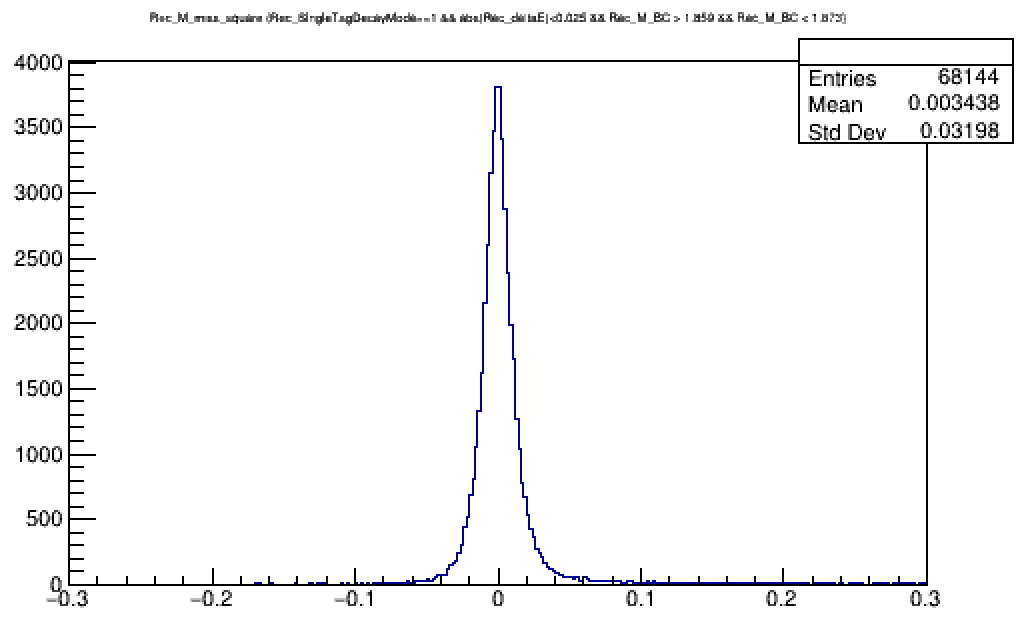 Rec_M_miss_square {Rec_SingleTagDecayMode==1 && abs(Rec_deltaE)<0.025 && Rec_M_BC > 1.859 && Rec_M_BC < 1.873}
Entries 68144
Mean 0.003438
Std Dev 0.03198
4000
3500
3000
2500
2000
1500
1000
500
0
−0.3 −0.2 −0.1 0 0.1 0.2 0.3